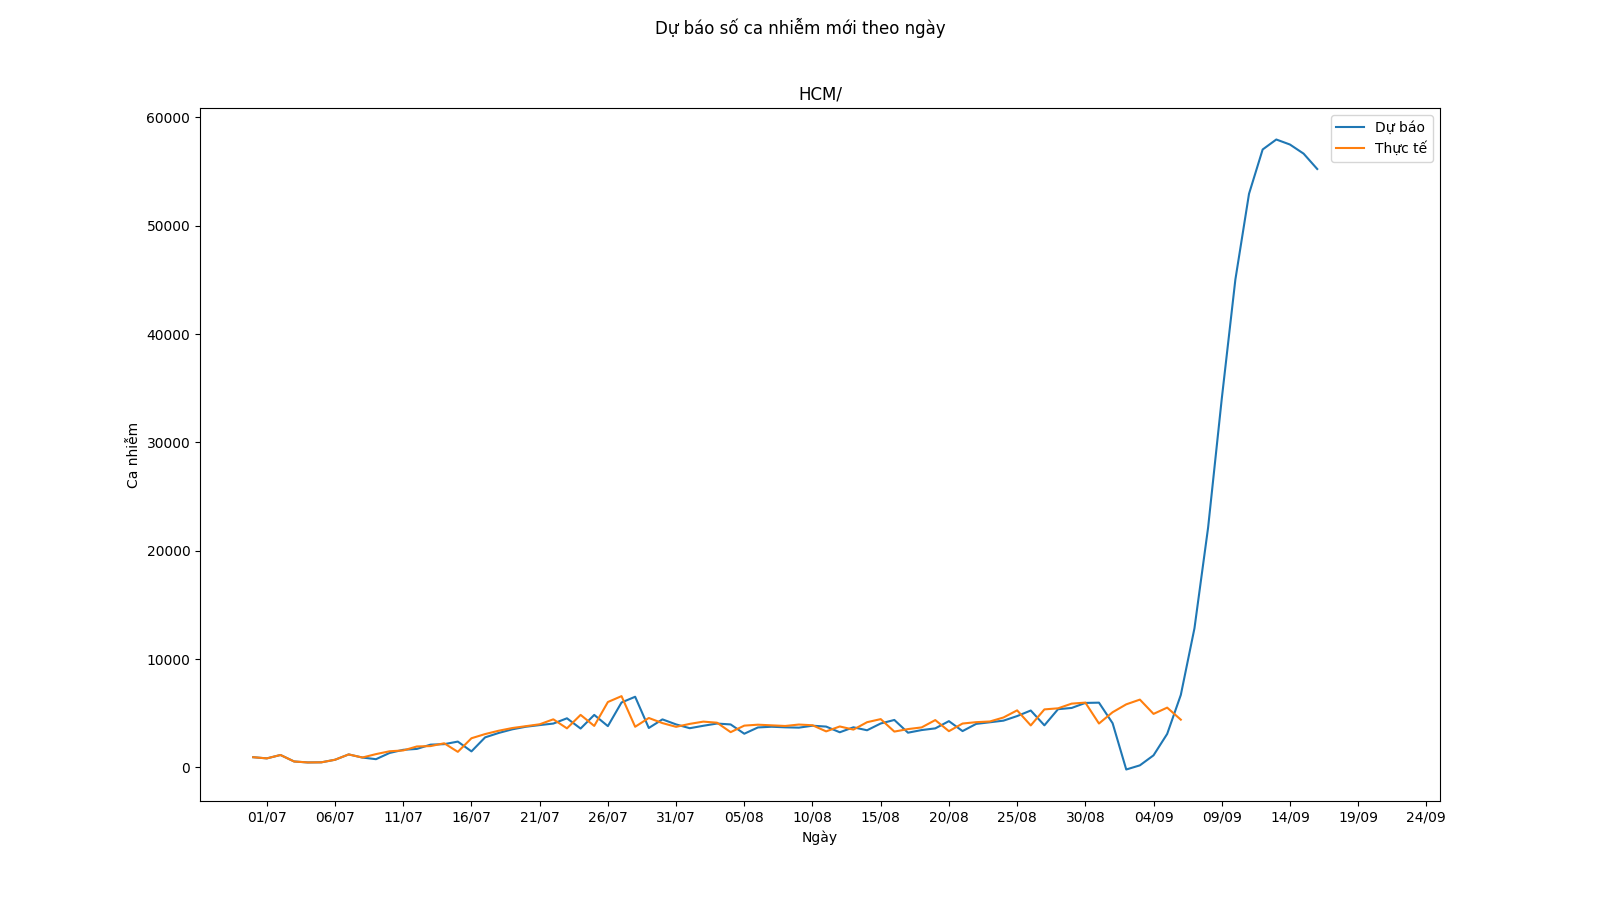 Dự báo số ca nhiễm mới theo ngày
HCM/
Dự báo
Thực tế
60000
50000
40000
30000
20000
10000
0
Ca nhiễm
01/07 06/07 11/07 16/07 21/07 26/07 31/07 05/08 10/08 15/08 20/08 25/08 30/08 04/09 09/09 14/09 19/09 24/09
Ngày